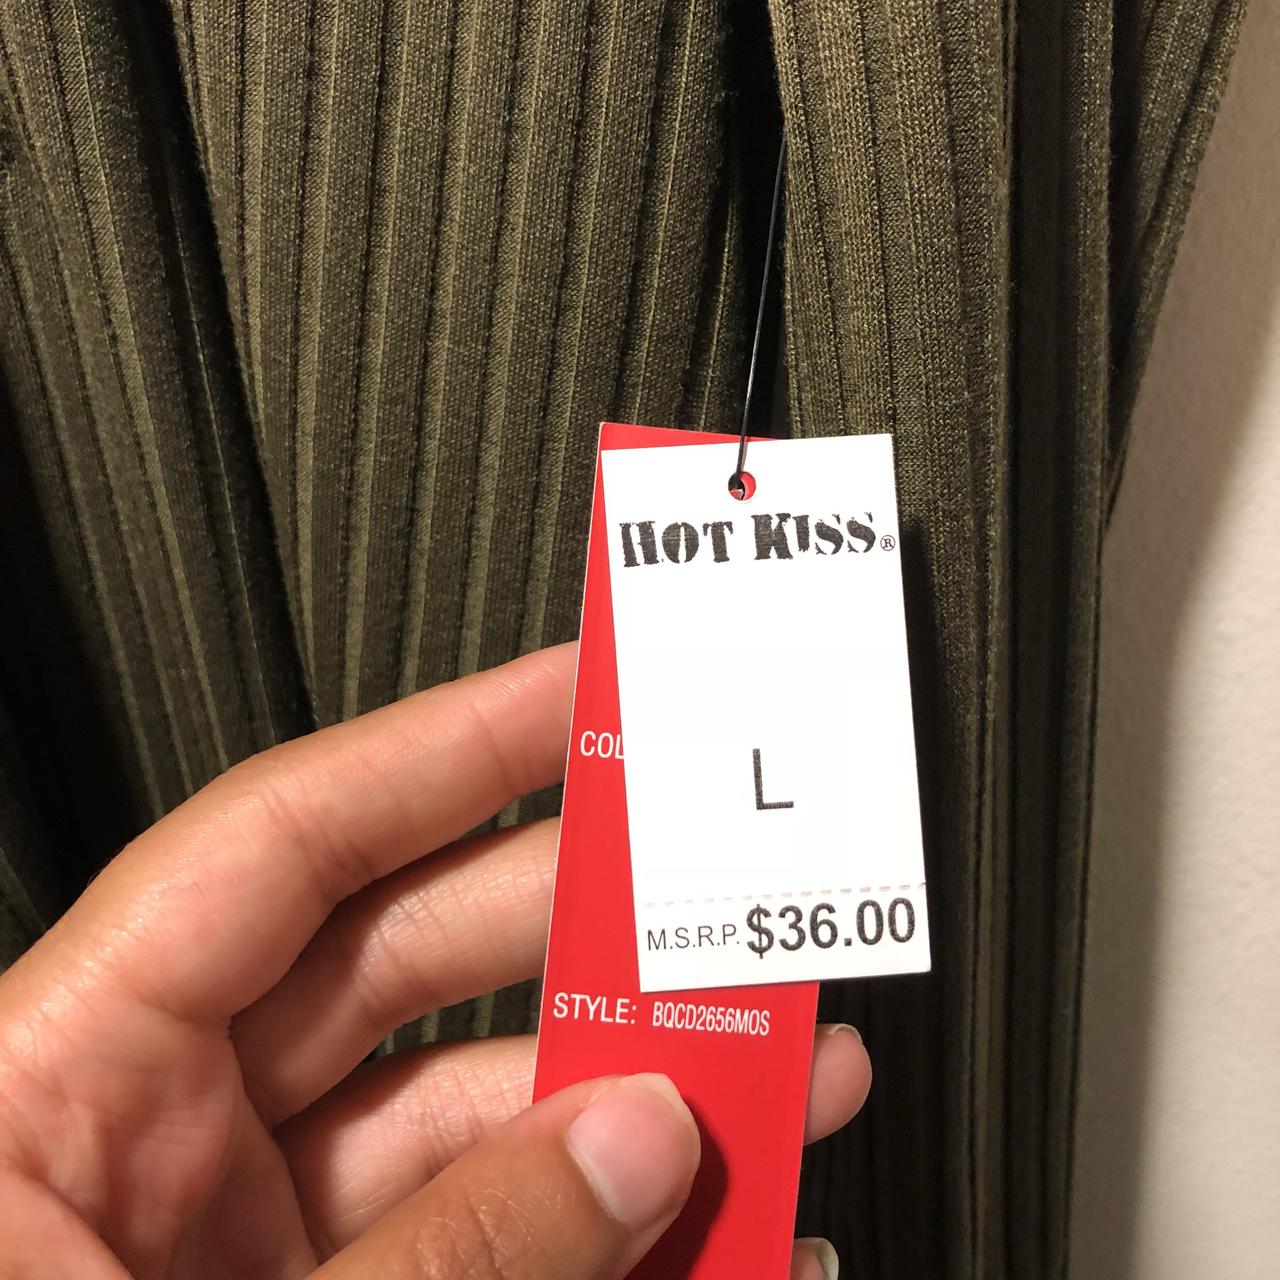 HOT KISS®
L
M.S.R.P. $36.00
COL
STYLE: BQCD2656MOS